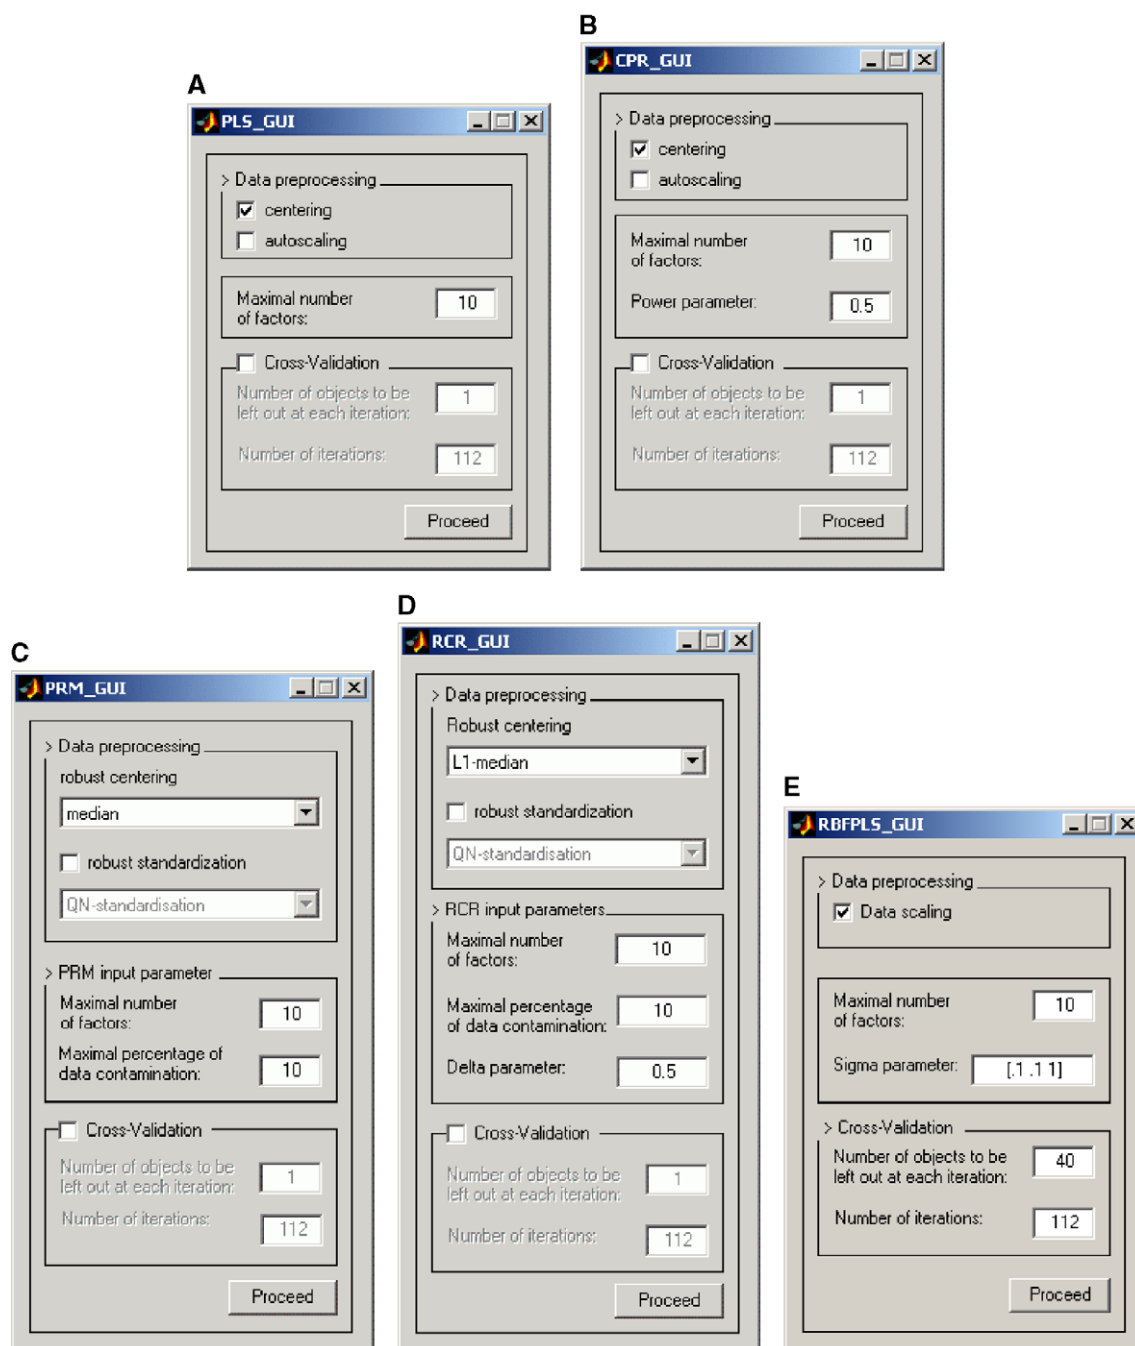 A
PLS_GUI
> Data preprocessing
centering
autoscaling
Maximal number
of factors:
10
Cross-Validation
Number of objects to be
left out at each iteration:
1
Number of iterations:
112
Proceed
B
CPR_GUI
> Data preprocessing
centering
autoscaling
Maximal number
of factors:
10
Power parameter:
0.5
Cross-Validation
Number of objects to be
left out at each iteration:
1
Number of iterations:
112
Proceed
C
PRM_GUI
> Data preprocessing
robust centering
median
robust standardization
QN-standardisation
> PRM input parameter
Maximal number
of factors:
10
Maximal percentage of
data contamination:
10
Cross-Validation
Number of objects to be
left out at each iteration:
1
Number of iterations:
112
Proceed
D
RCR_GUI
> Data preprocessing
Robust centering
L1-median
robust standardization
QN-standardisation
> RCR input parameters
Maximal number
of factors:
10
Maximal percentage
of data contamination:
10
Delta parameter:
0.5
Cross-Validation
Number of objects to be
left out at each iteration:
1
Number of iterations:
112
Proceed
E
RBFPLS_GUI
> Data preprocessing
Data scaling
Maximal number
of factors:
10
Sigma parameter:
[.1 .1 1]
> Cross-Validation
Number of objects to be
left out at each iteration:
40
Number of iterations:
112
Proceed